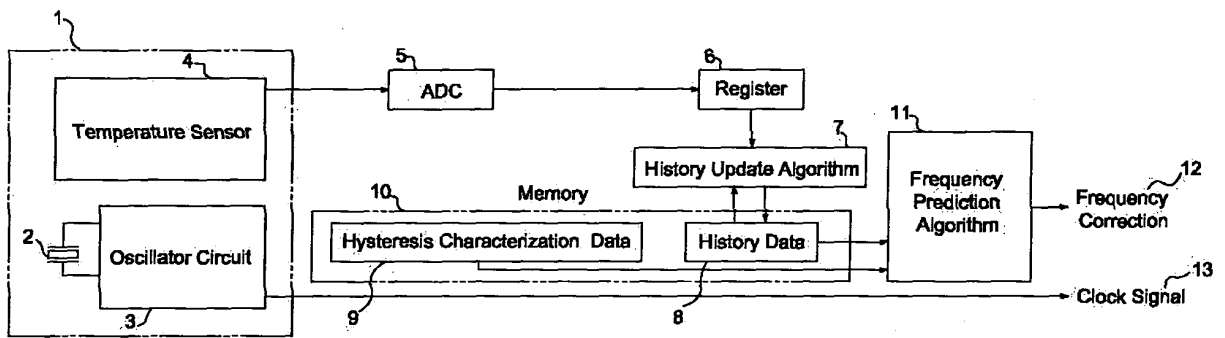 1
4
Temperature Sensor
5
ADC
6
Register
7
History Update Algorithm
11
Frequency
Prediction
Algorithm
12
Frequency
Correction
Memory
10
2
Oscillator Circuit
3
Hysteresis Characterization Data
9
History Data
8
13
Clock Signal